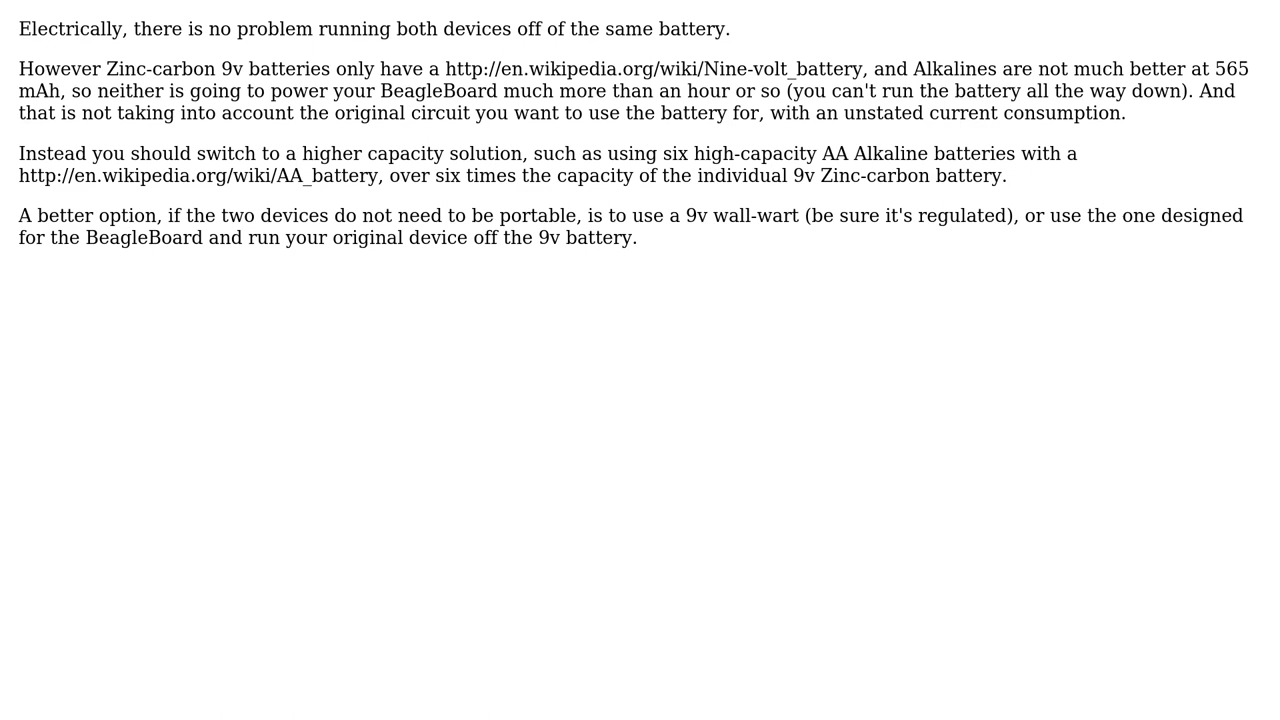 Electrically, there is no problem running both devices off of the same battery.
However Zinc-carbon 9v batteries only have a http://en.wikipedia.org/wiki/Nine-volt_battery, and Alkalines are not much better at 565
mAh, so neither is going to power your BeagleBoard much more than an hour or so (you can't run the battery all the way down). And
that is not taking into account the original circuit you want to use the battery for, with an unstated current consumption.
Instead you should switch to a higher capacity solution, such as using six high-capacity AA Alkaline batteries with a
http://en.wikipedia.org/wiki/AA_battery, over six times the capacity of the individual 9v Zinc-carbon battery.
A better option, if the two devices do not need to be portable, is to use a 9v wall-wart (be sure it's regulated), or use the one designed
for the BeagleBoard and run your original device off the 9v battery.